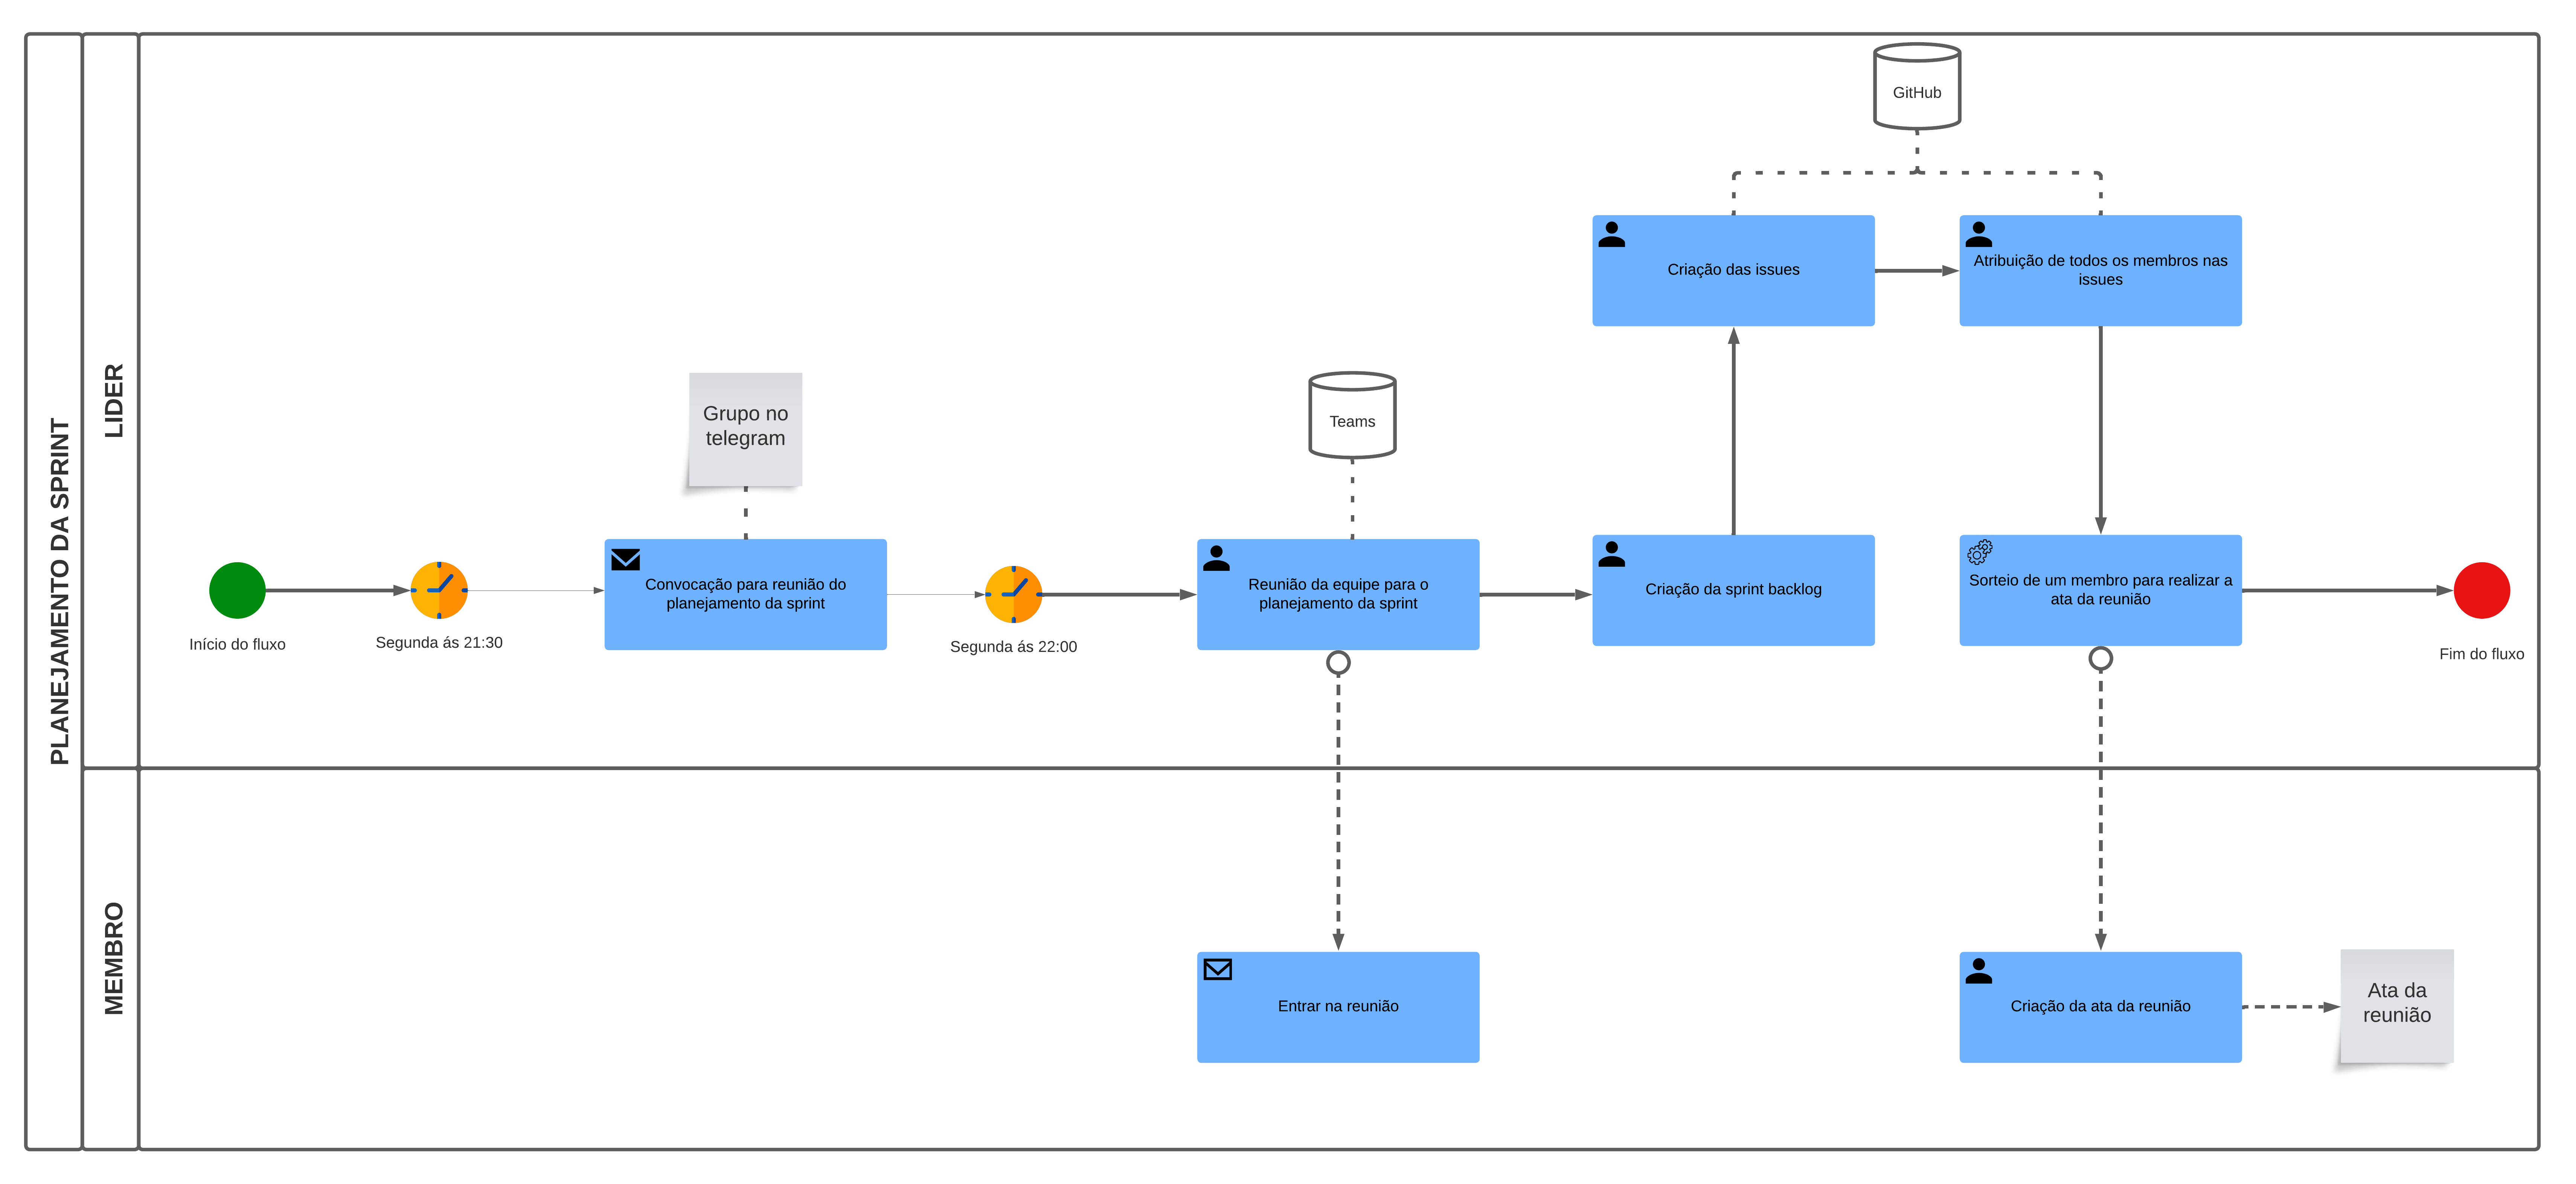 PLANEJAMENTO DA SPRINT
LIDER
GitHub
Criação das issues
Atribuição de todos os membros nas
issues
Grupo no
telegram
Teams
Início do fluxo
Segunda ás 21:30
Convocação para reunião do
planejamento da sprint
Segunda ás 22:00
Reunião da equipe para o
planejamento da sprint
Criação da sprint backlog
Sorteio de um membro para realizar a
ata da reunião
Fim do fluxo
MEMBRO
Entrar na reunião
Criação da ata da reunião
Ata da
reunião